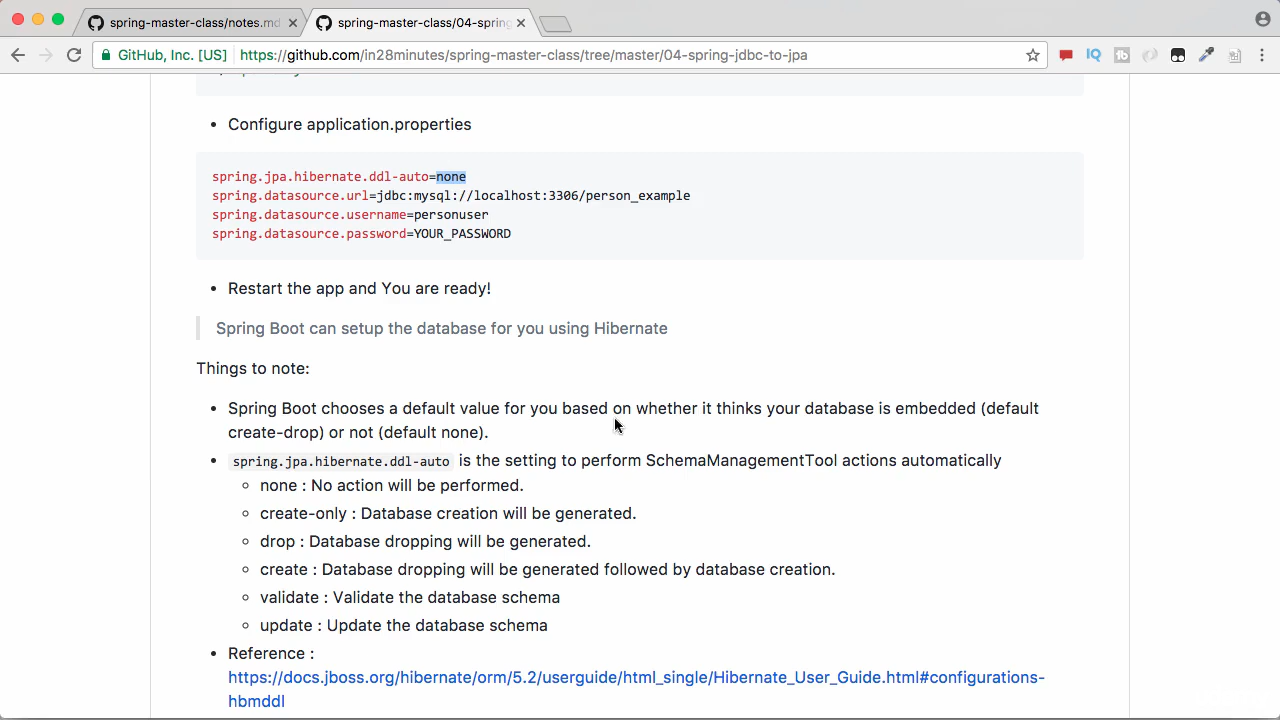 spring-master-class/notes.md
spring-master-class/04-spring
GitHub, Inc. [US]
https://github.com/in28minutes/spring-master-class/tree/master/04-spring-jdbc-to-jpa
• Configure application.properties
spring.jpa.hibernate.ddl-auto=none
spring.datasource.url=jdbc:mysql://localhost:3306/person_example
spring.datasource.username=personuser
spring.datasource.password=YOUR_PASSWORD
• Restart the app and You are ready!
Spring Boot can setup the database for you using Hibernate
Things to note:
• Spring Boot chooses a default value for you based on whether it thinks your database is embedded (default
create-drop) or not (default none).
• spring.jpa.hibernate.ddl-auto is the setting to perform SchemaManagementTool actions automatically
◦ none : No action will be performed.
◦ create-only : Database creation will be generated.
◦ drop : Database dropping will be generated.
◦ create : Database dropping will be generated followed by database creation.
◦ validate : Validate the database schema
◦ update : Update the database schema
• Reference :
https://docs.jboss.org/hibernate/orm/5.2/userguide/html_single/Hibernate_User_Guide.html#configurations-
hbmddl